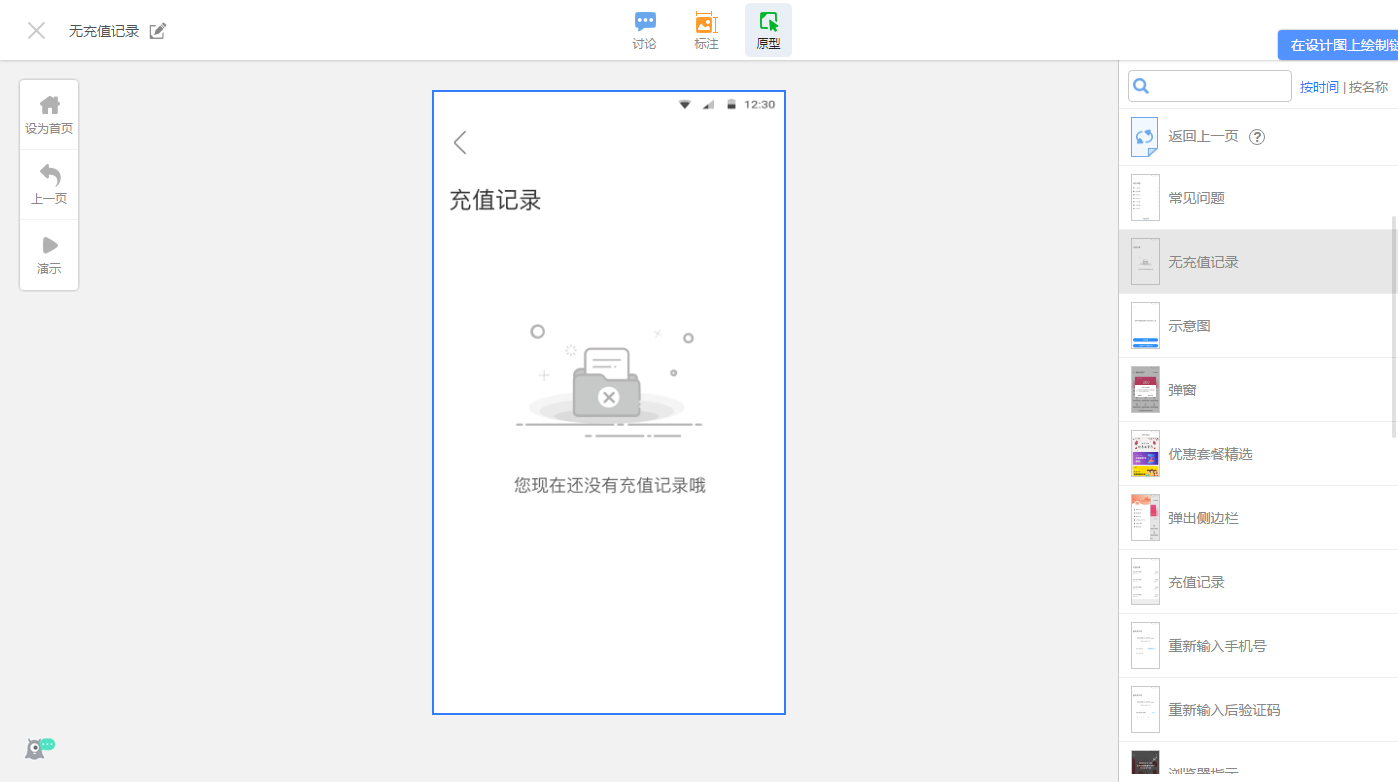 无充值记录
讨论
标注
原型
在设计图上绘制链
设为首页
上一页
演示
12:30
充值记录
您现在还没有充值记录哦
按时间 | 按名称
返回上一页 ?
常见问题
无充值记录
示意图
弹窗
优惠套餐精选
弹出侧边栏
充值记录
重新输入手机号
重新输入后验证码
浏览器指示